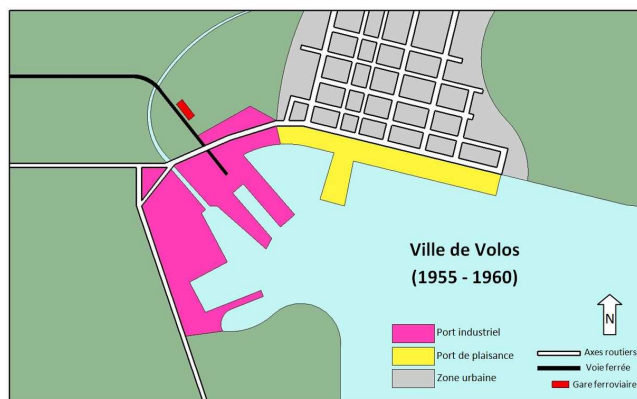 Ville de Volos
(1955 - 1960)
Port industriel
Port de plaisance
Zone urbaine
N
Axes routiers
Voie ferrée
Gare ferroviaire